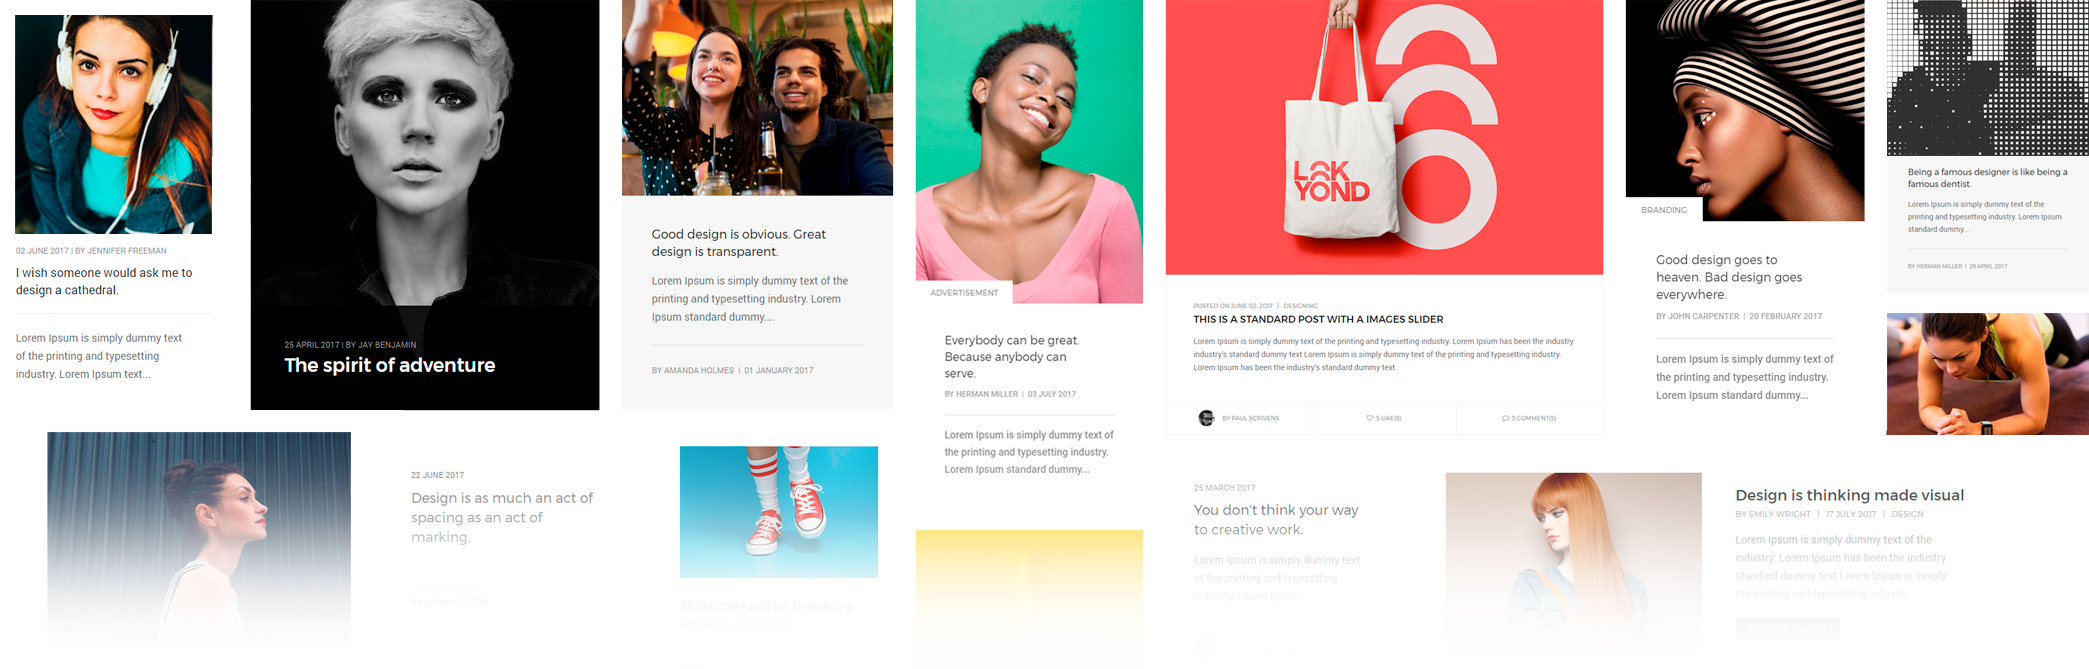 02 JUNE 2017 | BY JENNIFER FREEMAN
I wish someone would ask me to
design a cathedral.
Lorem Ipsum is simply dummy text
of the printing and typesetting
industry. Lorem Ipsum text...
25 APRIL 2017 | BY JAY BENJAMIN
The spirit of adventure
Good design is obvious. Great
design is transparent.
Lorem Ipsum is simply dummy text of the
printing and typesetting industry. Lorem
Ipsum standard dummy....
BY AMANDA HOLMES | 01 JANUARY 2017
ADVERTISEMENT
Everybody can be great.
Because anybody can
serve.
BY HERMAN MILLER | 03 JULY 2017
Lorem Ipsum is simply dummy text of
the printing and typesetting industry.
Lorem Ipsum standard dummy...
LOK
YOND
POSTED ON JUNE 02, 2017 | DESIGNING
THIS IS A STANDARD POST WITH A IMAGES SLIDER
Lorem Ipsum is simply dummy text of the printing and typesetting industry. Lorem Ipsum has been the industry
industry's standard dummy text Lorem Ipsum is simply dummy text of the printing and typesetting industry.
Lorem Ipsum has been the industry's standard dummy text.
BY PAUL SCRIVENS
5 LIKE(S)
3 COMMENT(S)
BRANDING
Good design goes to
heaven. Bad design goes
everywhere.
BY JOHN CARPENTER | 20 FEBRUARY 2017
Lorem Ipsum is simply dummy text of
the printing and typesetting industry.
Lorem Ipsum standard dummy...
Being a famous designer is like being a
famous dentist.
Lorem Ipsum is simply dummy text of the
printing and typesetting industry. Lorem Ipsum
standard dummy...
BY HERMAN MILLER | 29 APRIL 2017
22 JUNE 2017
Design is as much an act of
spacing as an act of
marking.
BY HUGH MACLEOD
Styles come and go. Design is a
25 MARCH 2017
You don't think your way
to creative work.
Lorem Ipsum is simply dummy text
of the printing and typesetting
industry. Lorem Ipsum...
Design is thinking made visual
BY EMILY WRIGHT | 17 JULY 2017 | DESIGN
Lorem Ipsum is simply dummy text of the
industry. Lorem Ipsum has been the industry
standard dummy text Lorem Ipsum is simply
the printing and typesetting industry.